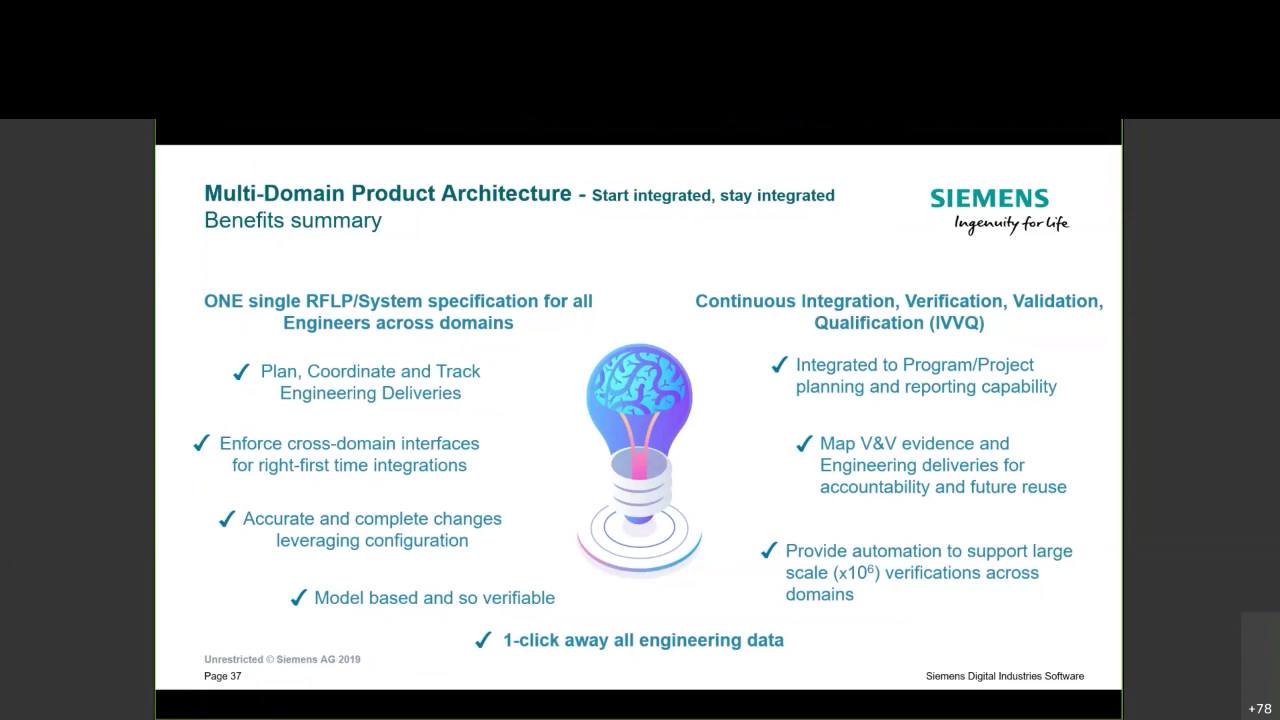 Multi-Domain Product Architecture - Start integrated, stay integrated
Benefits summary
SIEMENS
Ingenuity for life
ONE single RFLP/System specification for all
Engineers across domains
✓ Plan, Coordinate and Track
Engineering Deliveries
✓ Enforce cross-domain interfaces
for right-first time integrations
✓ Accurate and complete changes
leveraging configuration
✓ Model based and so verifiable
Continuous Integration, Verification, Validation,
Qualification (IVVQ)
✓ Integrated to Program/Project
planning and reporting capability
✓ Map V&V evidence and
Engineering deliveries for
accountability and future reuse
✓ Provide automation to support large
scale (x10⁶) verifications across
domains
✓ 1-click away all engineering data
Unrestricted © Siemens AG 2019
Page 37
Siemens Digital Industries Software
+78